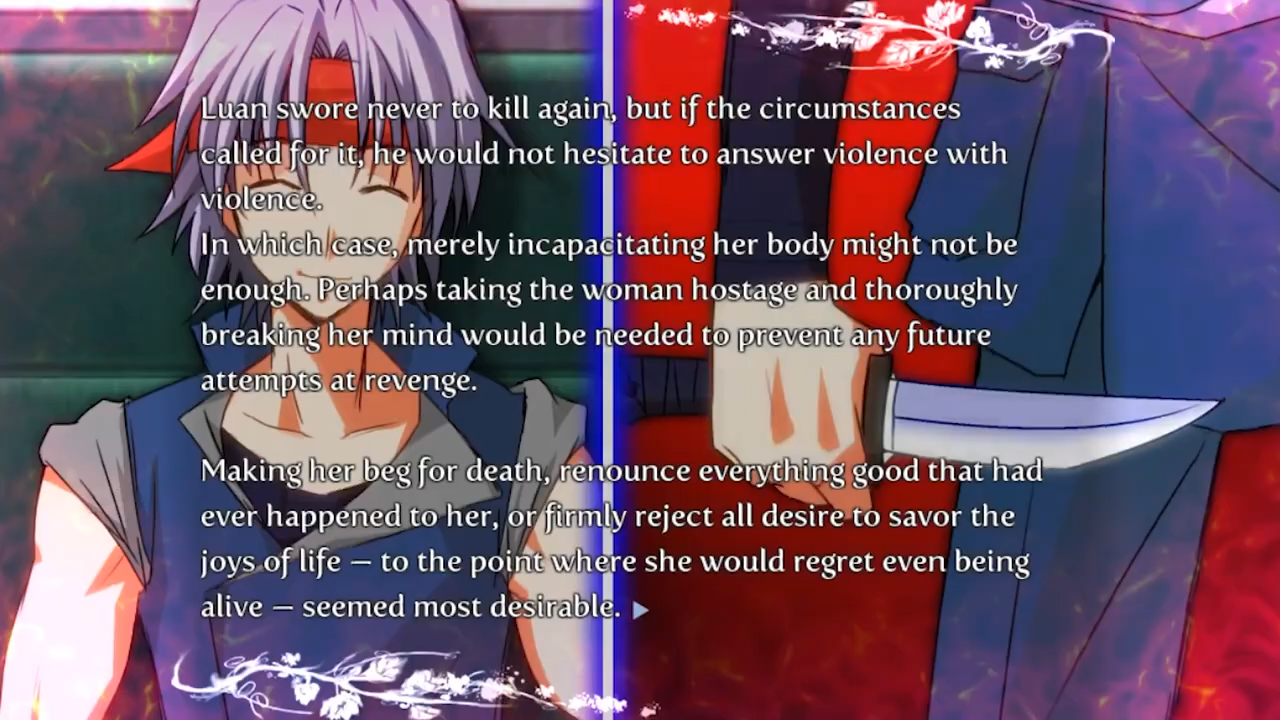 Luan swore never to kill again, but if the circumstances
called for it, he would not hesitate to answer violence with
violence.
In which case, merely incapacitating her body might not be
enough. Perhaps taking the woman hostage and thoroughly
breaking her mind would be needed to prevent any future
attempts at revenge.
Making her beg for death, renounce everything good that had
ever happened to her, or firmly reject all desire to savor the
joys of life — to the point where she would regret even being
alive — seemed most desirable.